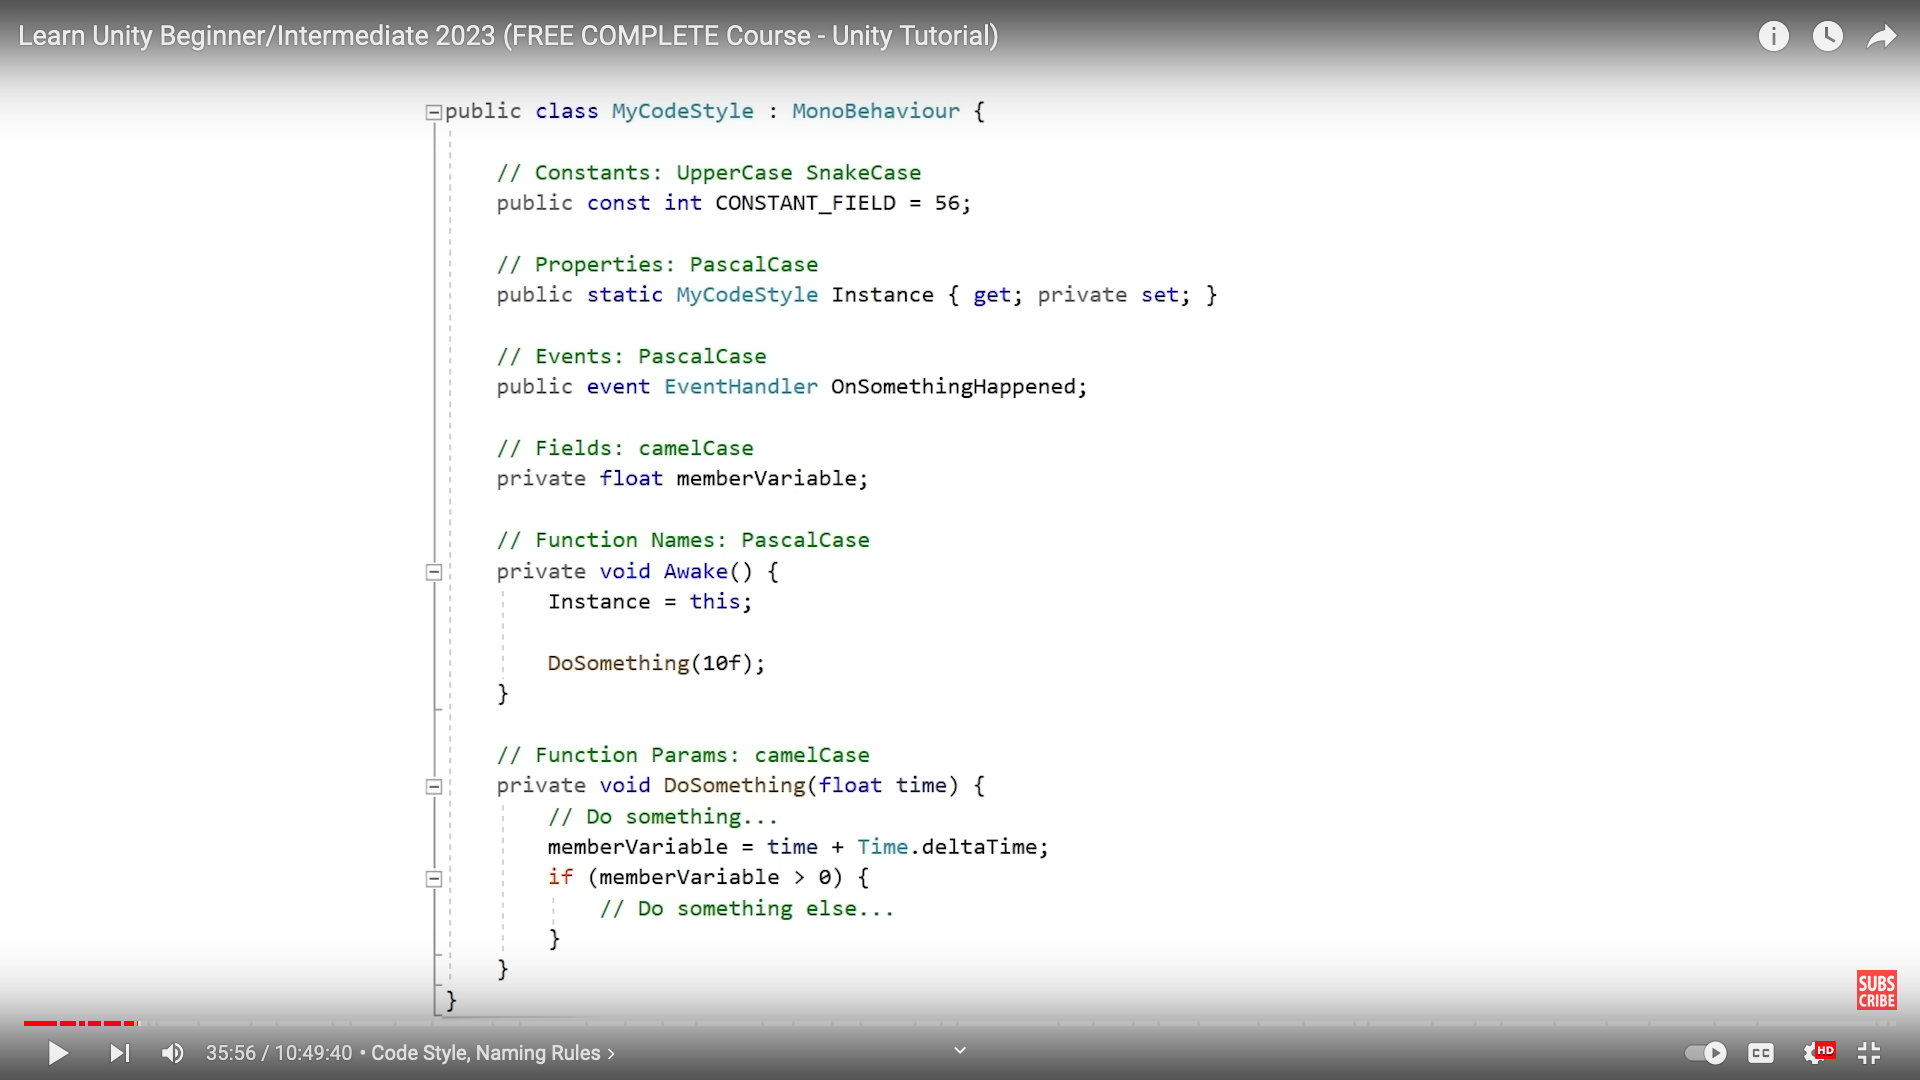 Learn Unity Beginner/Intermediate 2023 (FREE COMPLETE Course - Unity Tutorial)
public class MyCodeStyle : MonoBehaviour {
// Constants: UpperCase SnakeCase
public const int CONSTANT_FIELD = 56;
// Properties: PascalCase
public static MyCodeStyle Instance { get; private set; }
// Events: PascalCase
public event EventHandler OnSomethingHappened;
// Fields: camelCase
private float memberVariable;
// Function Names: PascalCase
private void Awake() {
Instance = this;
DoSomething(10f);
}
// Function Params: camelCase
private void DoSomething(float time) {
// Do something...
memberVariable = time + Time.deltaTime;
if (memberVariable > 0) {
// Do something else...
}
}
}
SUBS
CRIBE
35:56 / 10:49:40 • Code Style, Naming Rules ›
CC
HD